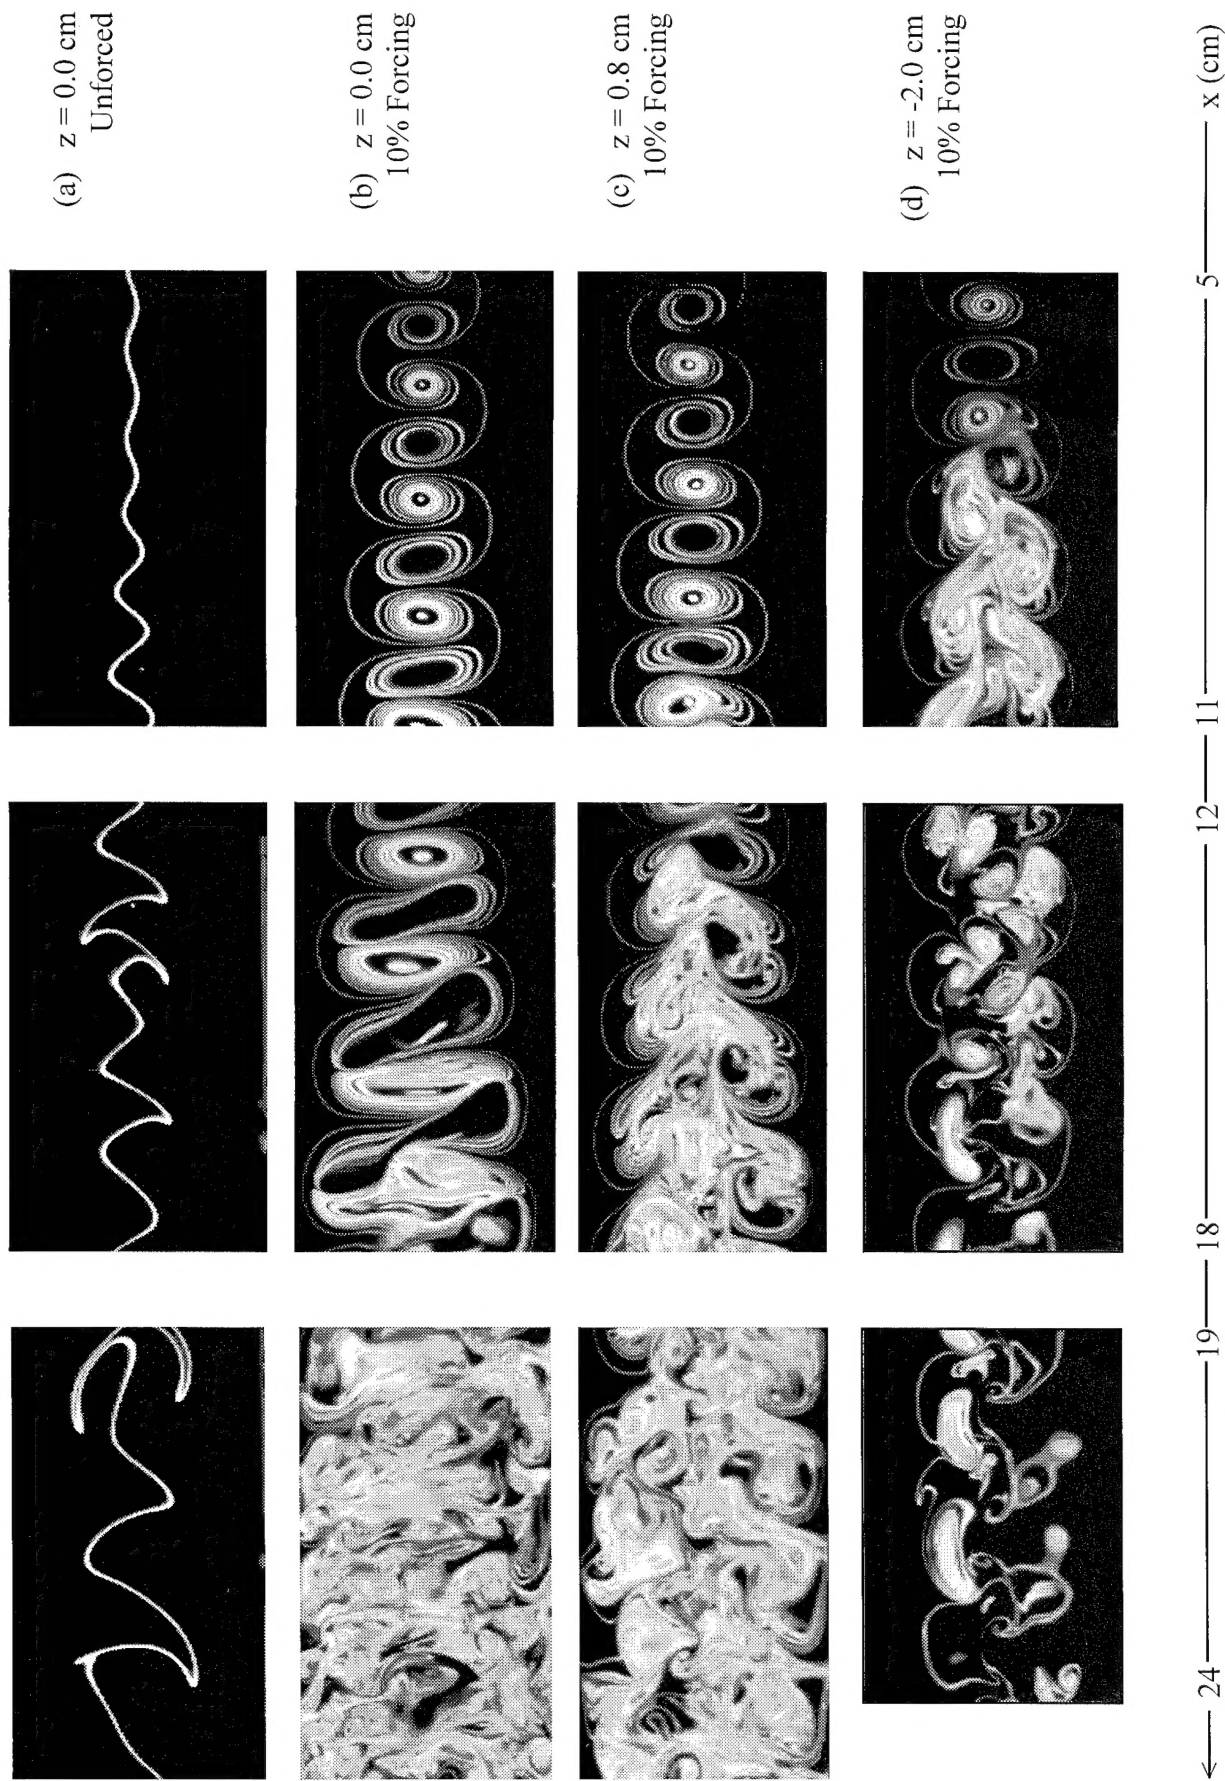 (a) z = 0.0 cm
Unforced
(b) z = 0.0 cm
10% Forcing
(c) z = 0.8 cm
10% Forcing
(d) z = -2.0 cm
10% Forcing
24 19 18 12 11 5 x (cm)